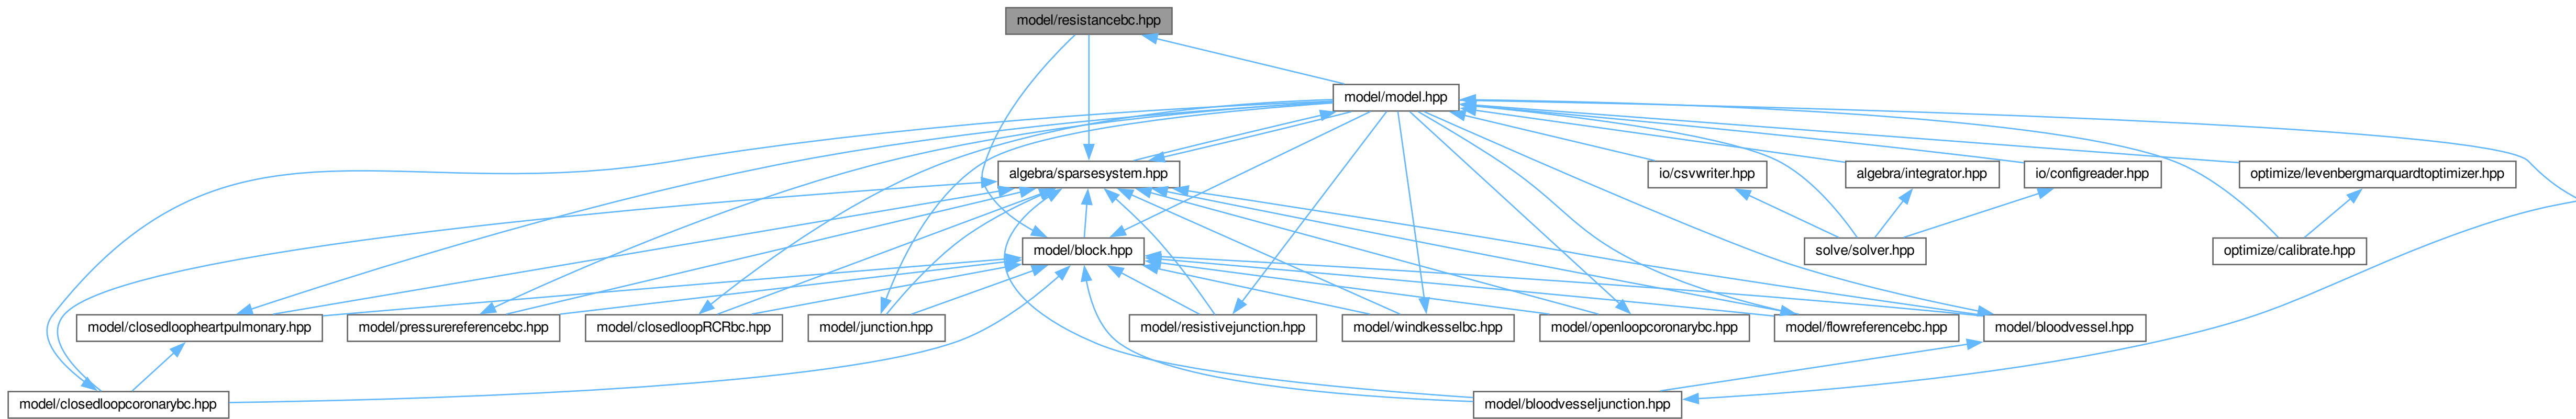 model/resistancebc.hpp
model/model.hpp
algebra/sparsesystem.hpp
io/csvwriter.hpp
algebra/integrator.hpp
io/configreader.hpp
optimize/levenbergmarquardtoptimizer.hpp
model/block.hpp
solve/solver.hpp
optimize/calibrate.hpp
model/closedloopheartpulmonary.hpp
model/pressurereferencebc.hpp
model/closedloopRCRbc.hpp
model/junction.hpp
model/resistivejunction.hpp
model/windkesselbc.hpp
model/openloopcoronarybc.hpp
model/flowreferencebc.hpp
model/bloodvessel.hpp
model/closedloopcoronarybc.hpp
model/bloodvesseljunction.hpp